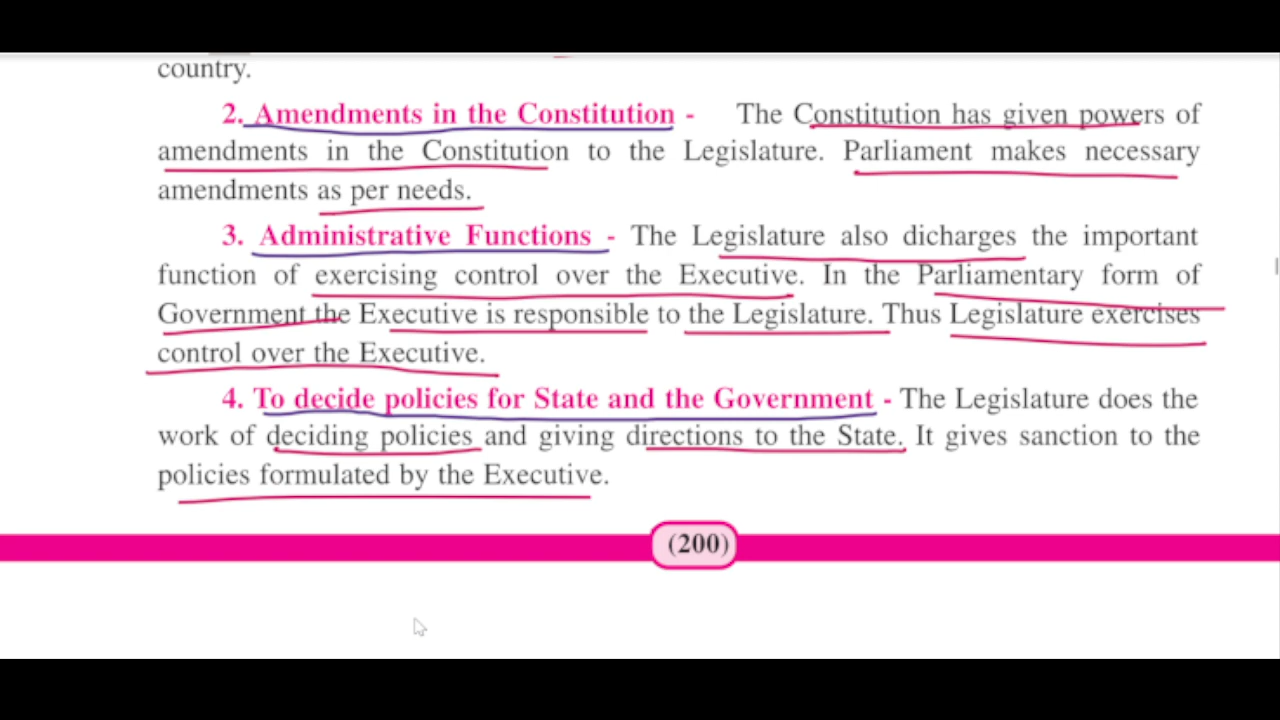 country.
2. Amendments in the Constitution - The Constitution has given powers of
amendments in the Constitution to the Legislature. Parliament makes necessary
amendments as per needs.
3. Administrative Functions - The Legislature also dicharges the important
function of exercising control over the Executive. In the Parliamentary form of
Government the Executive is responsible to the Legislature. Thus Legislature exercises
control over the Executive.
4. To decide policies for State and the Government - The Legislature does the
work of deciding policies and giving directions to the State. It gives sanction to the
policies formulated by the Executive.
(200)